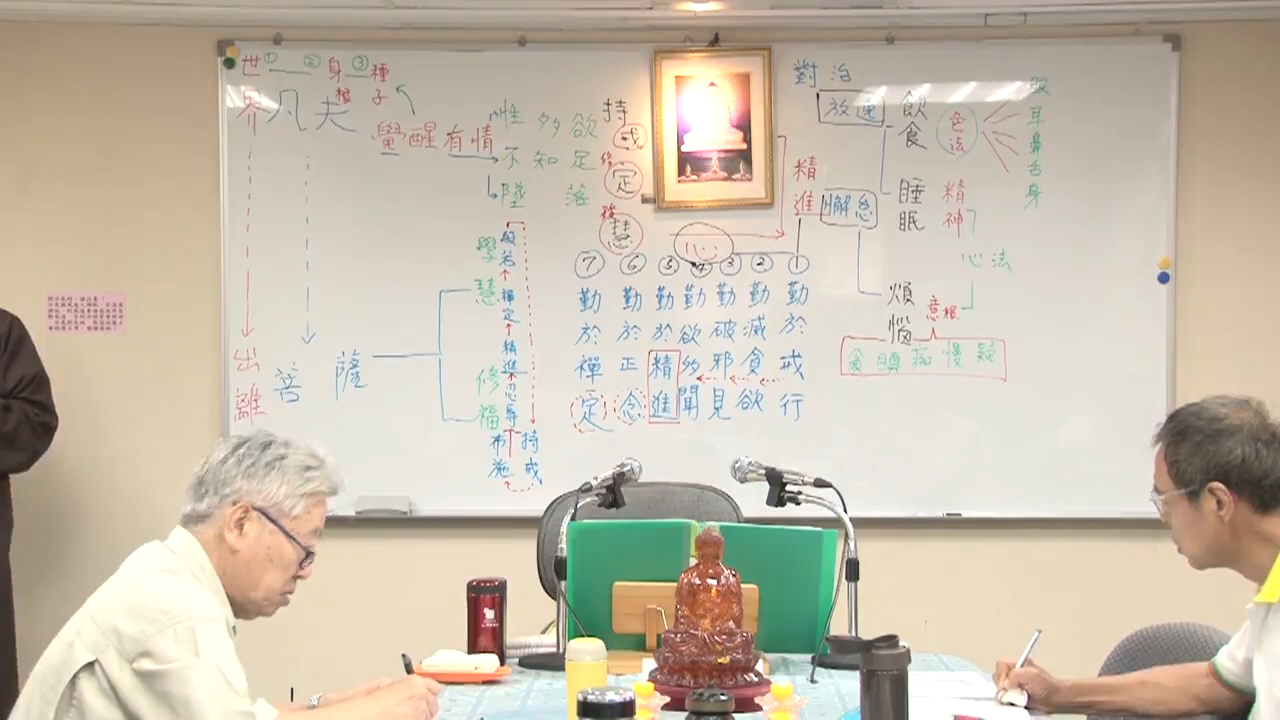 世界 ① ② 身根 ③ 種子
凡夫
覺醒有情
性多欲
不知足
墜落
持戒
修定
發慧
出離
菩薩
學慧
修福
般若
禪定
精進
忍辱
布施
持戒
心
精進
⑦ ⑥ ⑤ ④ ③ ② ①
勤於戒行
勤滅貪欲
勤破邪見
勤欲多聞
勤於精進
勤於正念
勤於禪定
對治
放逸
懈怠
飲食
睡眠
煩惱
色法
精神
心法
眼耳鼻舌身
意根
貪瞋痴慢疑